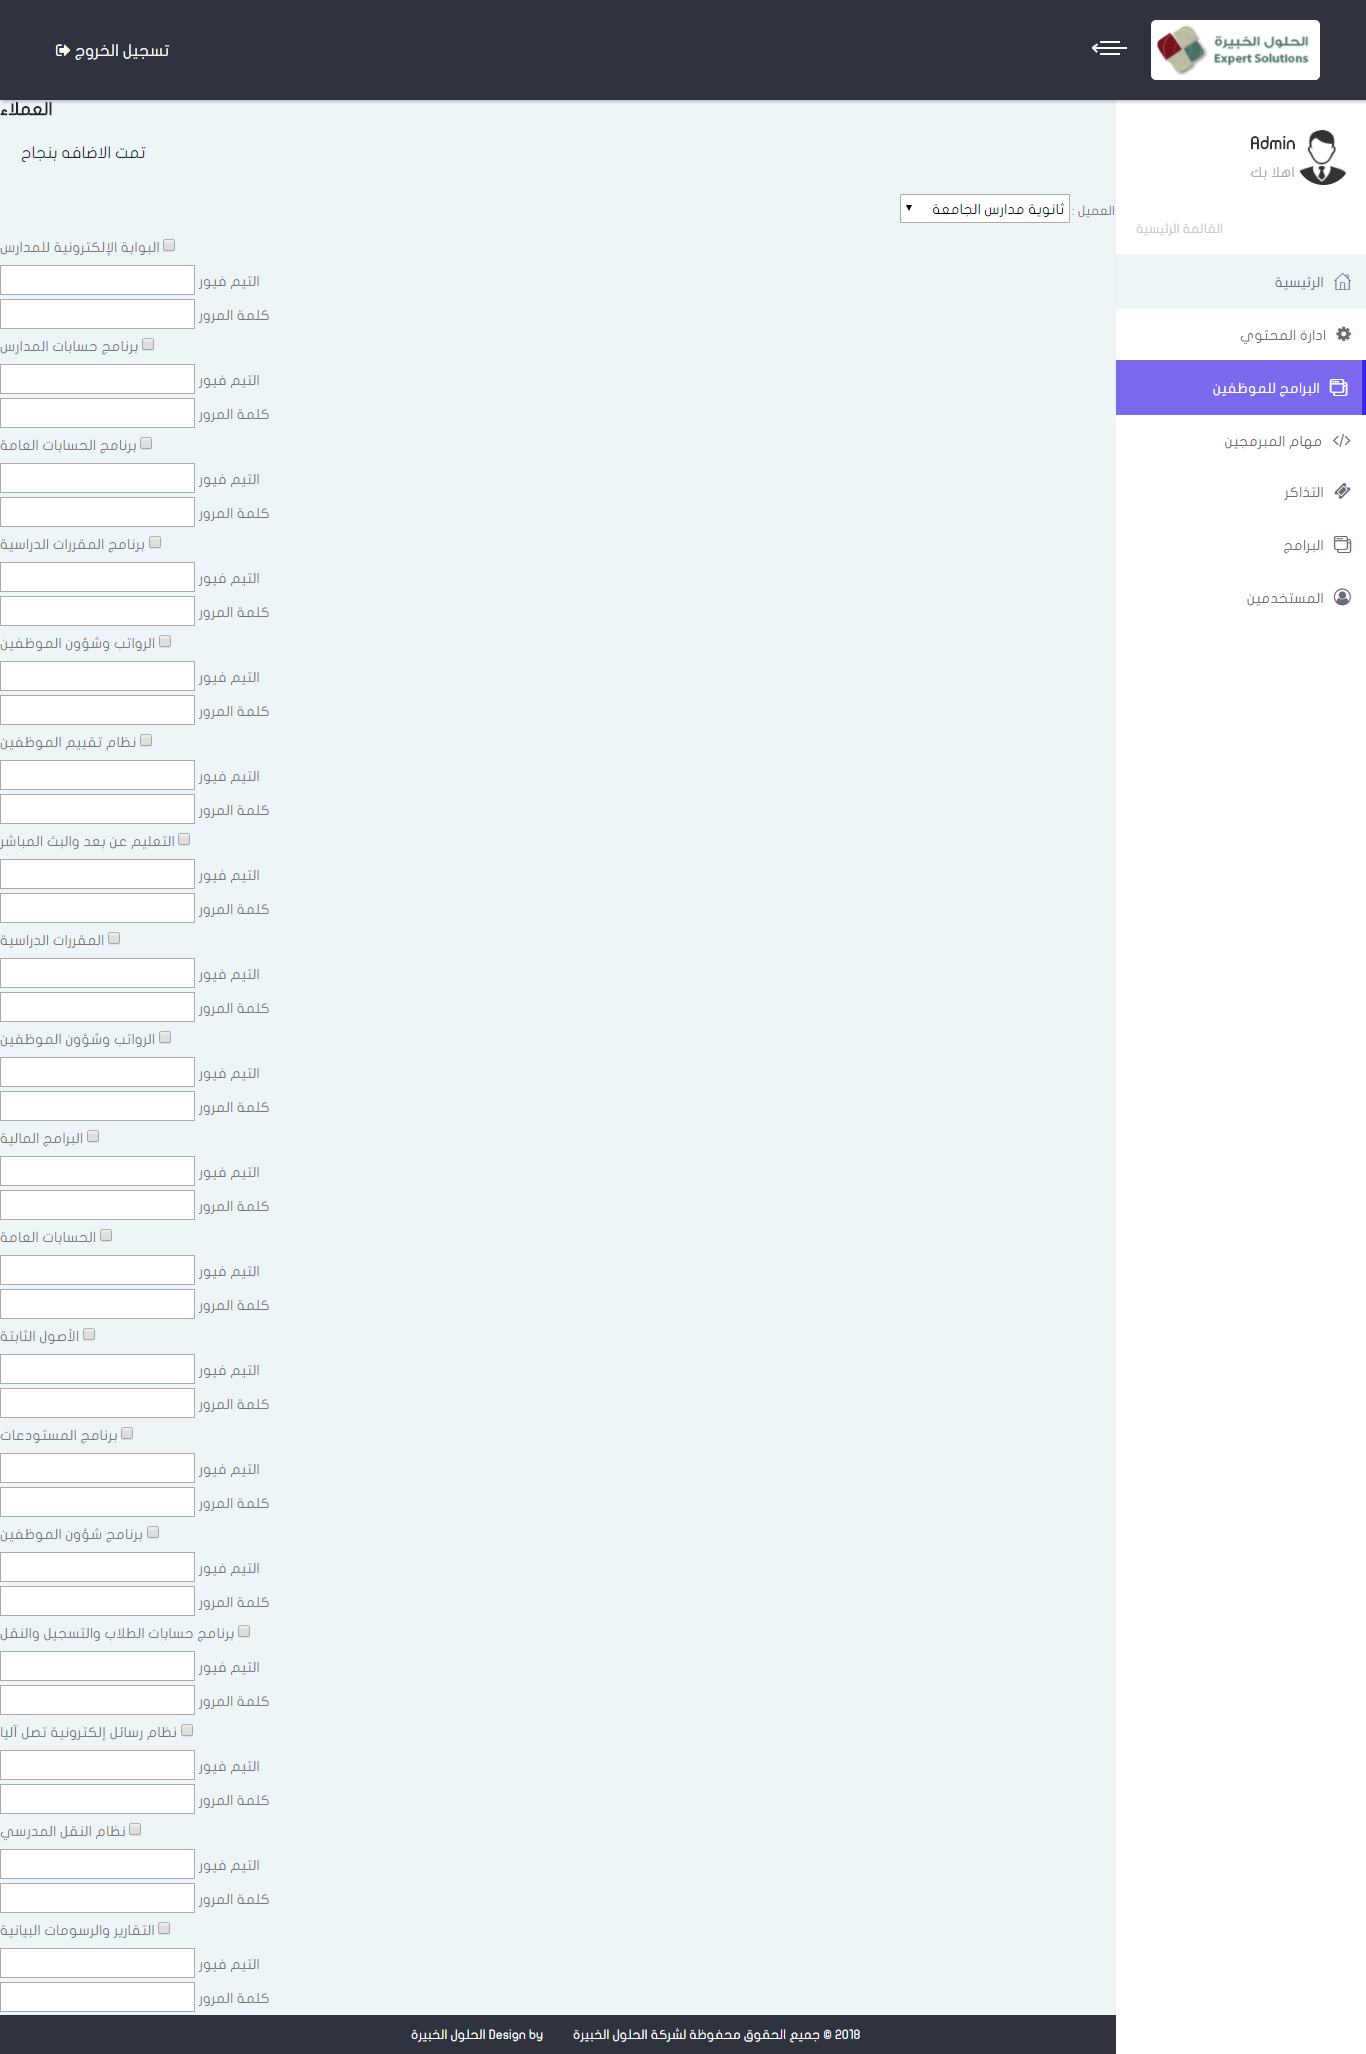 الحلول الخبيرة
Expert Solutions
تسجيل الخروج
Admin
اهلا بك
القائمة الرئيسية
الرئيسية
ادارة المحتوي
البرامج للموظفين
مهام المبرمجين
التذاكر
البرامج
المستخدمين
العملاء
تمت الاضافه بنجاح
العميل : ثانوية مدارس الجامعة
البوابة الإلكترونية للمدارس
التيم فيور
كلمة المرور
برنامج حسابات المدارس
التيم فيور
كلمة المرور
برنامج الحسابات العامة
التيم فيور
كلمة المرور
برنامج المقررات الدراسية
التيم فيور
كلمة المرور
الرواتب وشؤون الموظفين
التيم فيور
كلمة المرور
نظام تقييم الموظفين
التيم فيور
كلمة المرور
التعليم عن بعد والبث المباشر
التيم فيور
كلمة المرور
المقررات الدراسية
التيم فيور
كلمة المرور
الرواتب وشؤون الموظفين
التيم فيور
كلمة المرور
البرامج المالية
التيم فيور
كلمة المرور
الحسابات العامة
التيم فيور
كلمة المرور
الأصول الثابتة
التيم فيور
كلمة المرور
برنامج المستودعات
التيم فيور
كلمة المرور
برنامج شؤون الموظفين
التيم فيور
كلمة المرور
برنامج حسابات الطلاب والتسجيل والنقل
التيم فيور
كلمة المرور
نظام رسائل إلكترونية تصل آليا
التيم فيور
كلمة المرور
نظام النقل المدرسي
التيم فيور
كلمة المرور
التقارير والرسومات البيانية
التيم فيور
كلمة المرور
2018 © جميع الحقوق محفوظة لشركة الحلول الخبيرة Design by الحلول الخبيرة